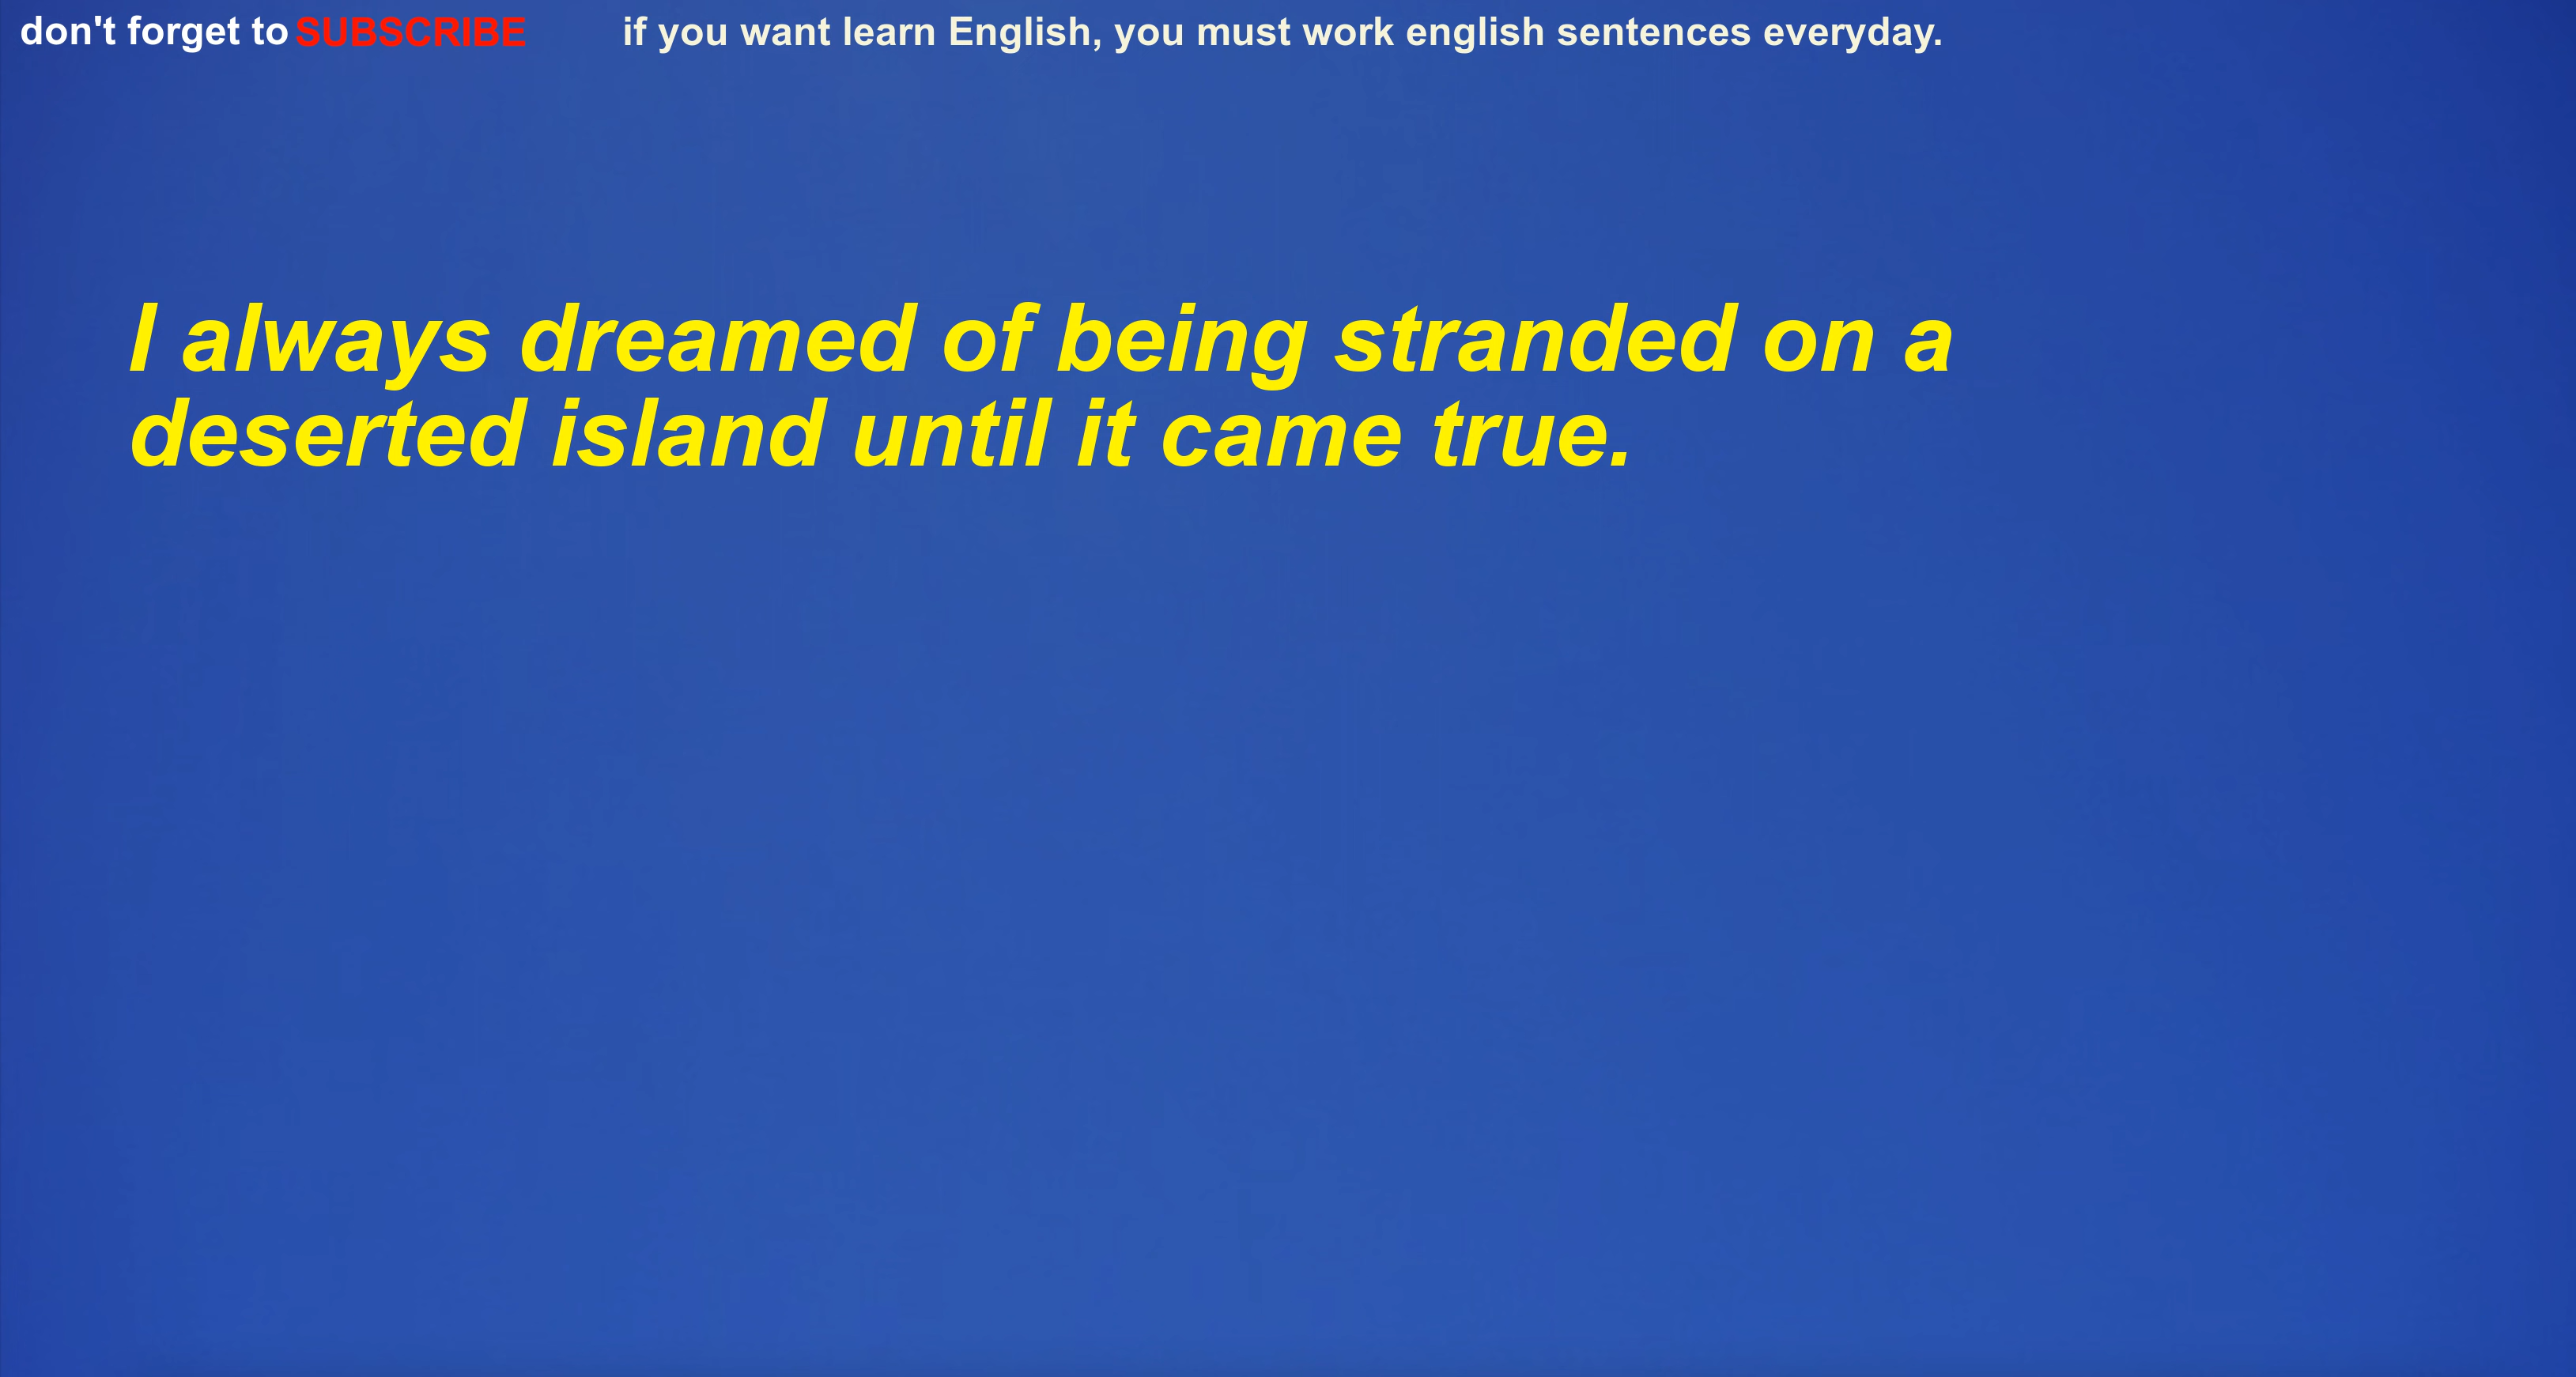 don't forget to SUBSCRIBE if you want learn English, you must work english sentences everyday.
I always dreamed of being stranded on a
deserted island until it came true.